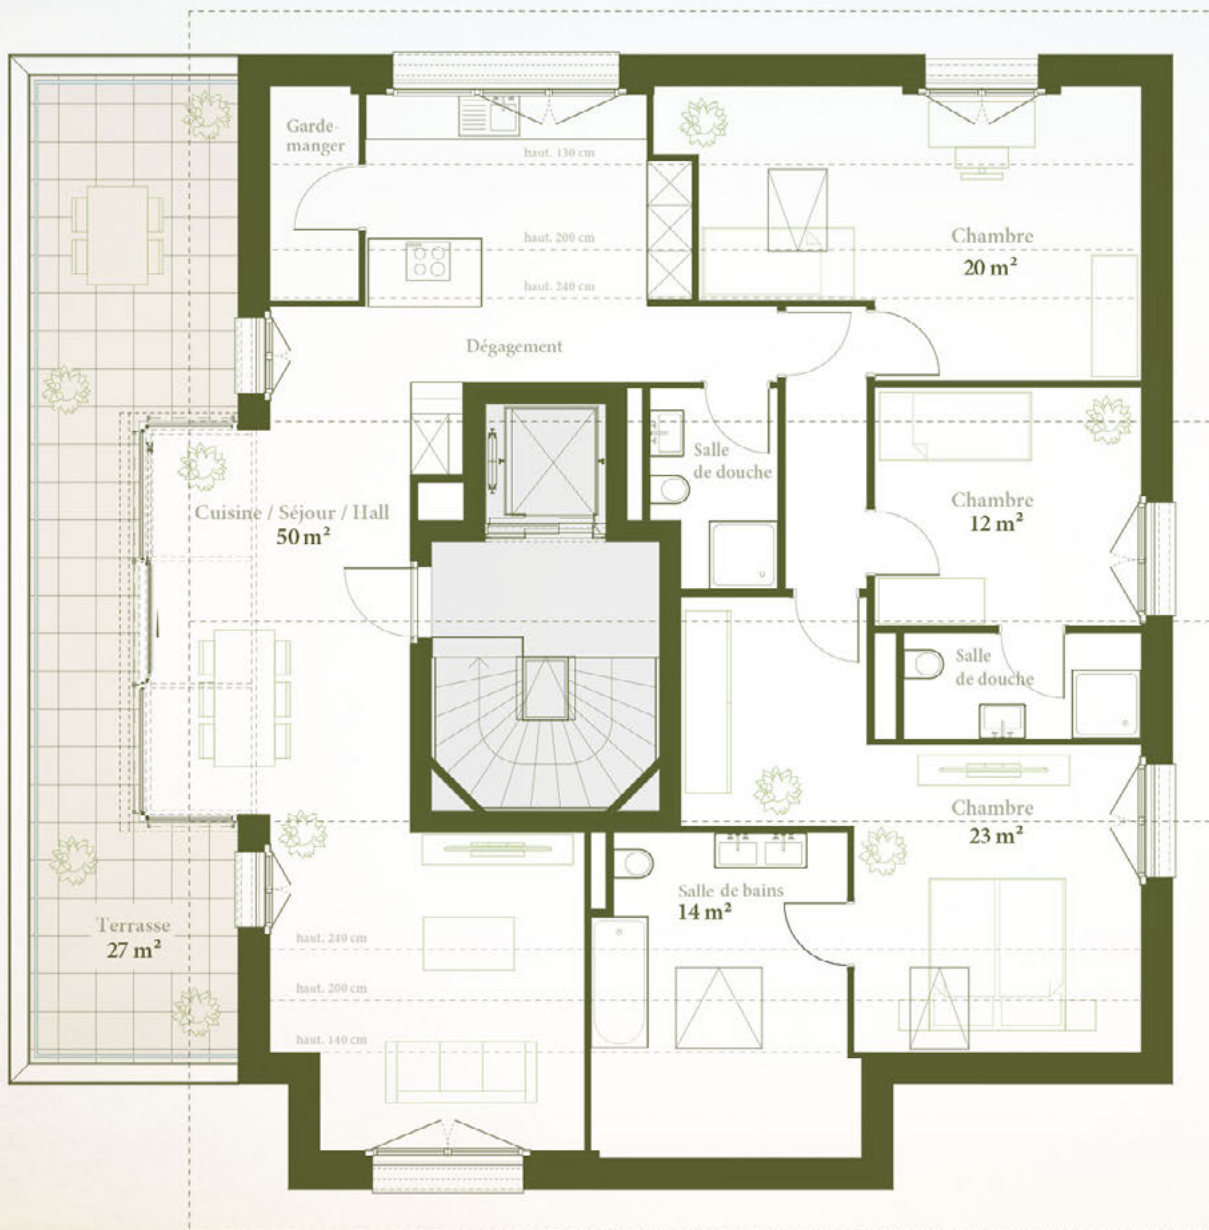 Garde-
manger
haut. 130 cm
haut. 200 cm
haut. 240 cm
Chambre
20 m²
Dégagement
Salle
de douche
Cuisine / Séjour / Hall
50 m²
Chambre
12 m²
Salle
de douche
Chambre
23 m²
Salle de bains
14 m²
Terrasse
27 m²
haut. 240 cm
haut. 200 cm
haut. 140 cm